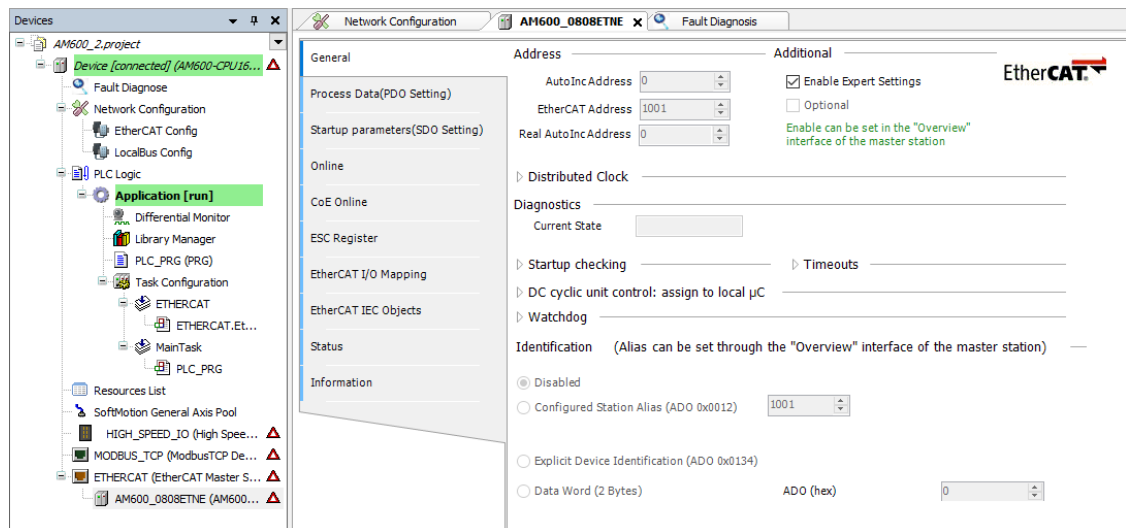 Devices
AM600_2.project
Device [connected] (AM600-CPU16...
Fault Diagnose
Network Configuration
EtherCAT Config
LocalBus Config
PLC Logic
Application [run]
Differential Monitor
Library Manager
PLC_PRG (PRG)
Task Configuration
ETHERCAT
ETHERCAT.Et...
MainTask
PLC_PRG
Resources List
SoftMotion General Axis Pool
HIGH_SPEED_IO (High Spee...
MODBUS_TCP (ModbusTCP De...
ETHERCAT (EtherCAT Master S...
AM600_0808ETNE (AM600...
Network Configuration
AM600_0808ETNE
Fault Diagnosis
General
Process Data(PDO Setting)
Startup parameters(SDO Setting)
Online
CoE Online
ESC Register
EtherCAT I/O Mapping
EtherCAT IEC Objects
Status
Information
Address
AutoInc Address 0
EtherCAT Address 1001
Real AutoInc Address 0
Additional
Enable Expert Settings
Optional
Enable can be set in the "Overview"
interface of the master station
EtherCAT
Distributed Clock
Diagnostics
Current State
Startup checking
Timeouts
DC cyclic unit control: assign to local µC
Watchdog
Identification (Alias can be set through the "Overview" interface of the master station)
Disabled
Configured Station Alias (ADO 0x0012) 1001
Explicit Device Identification (ADO 0x0134)
Data Word (2 Bytes) ADO (hex) 0